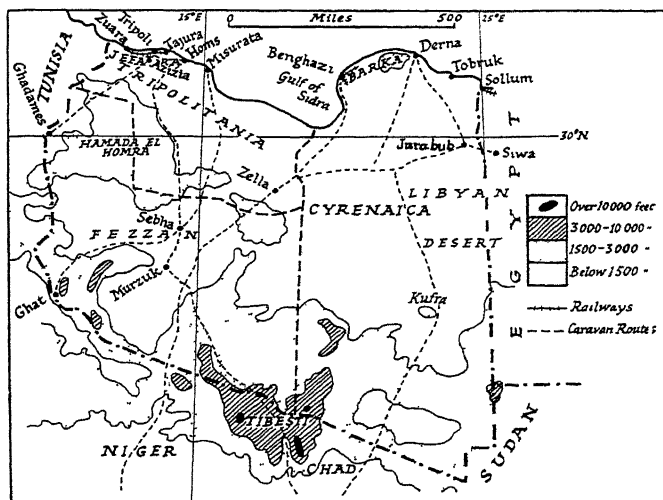 15°E
0 Miles 500
25°E
Zuara
Tripoli
Tajura
Homs
Misurata
JEFARA
Azizia
TUNISIA
Ghadames
TRIPOLITANIA
Benghazi
Gulf of
Sidra
BARKA
Derna
Tobruk
Sollum
30°N
HAMADA EL
HOMRA
Jarabub
Siwa
Zella
LIBYAN
DESERT
CYRENAICA
Sebha
FEZZAN
Murzuk
Ghat
Kufra
EGYPT
Over 10000 feet
3000-10000 "
1500-3000 "
Below 1500 "
Railways
Caravan Routes
TIBESTI
NIGER
CHAD
SUDAN